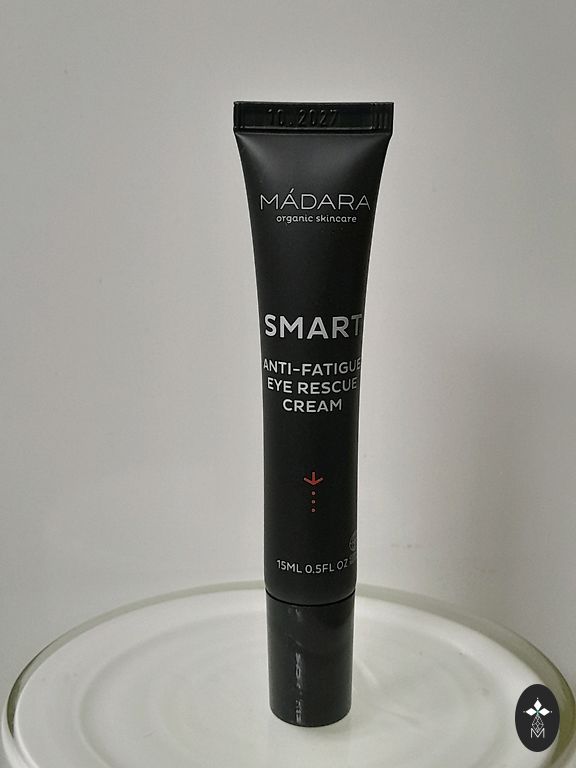 10.2027
MÁDARA
organic skincare
SMART
ANTI-FATIGUE
EYE RESCUE
CREAM
15ML 0.5FL OZ
M